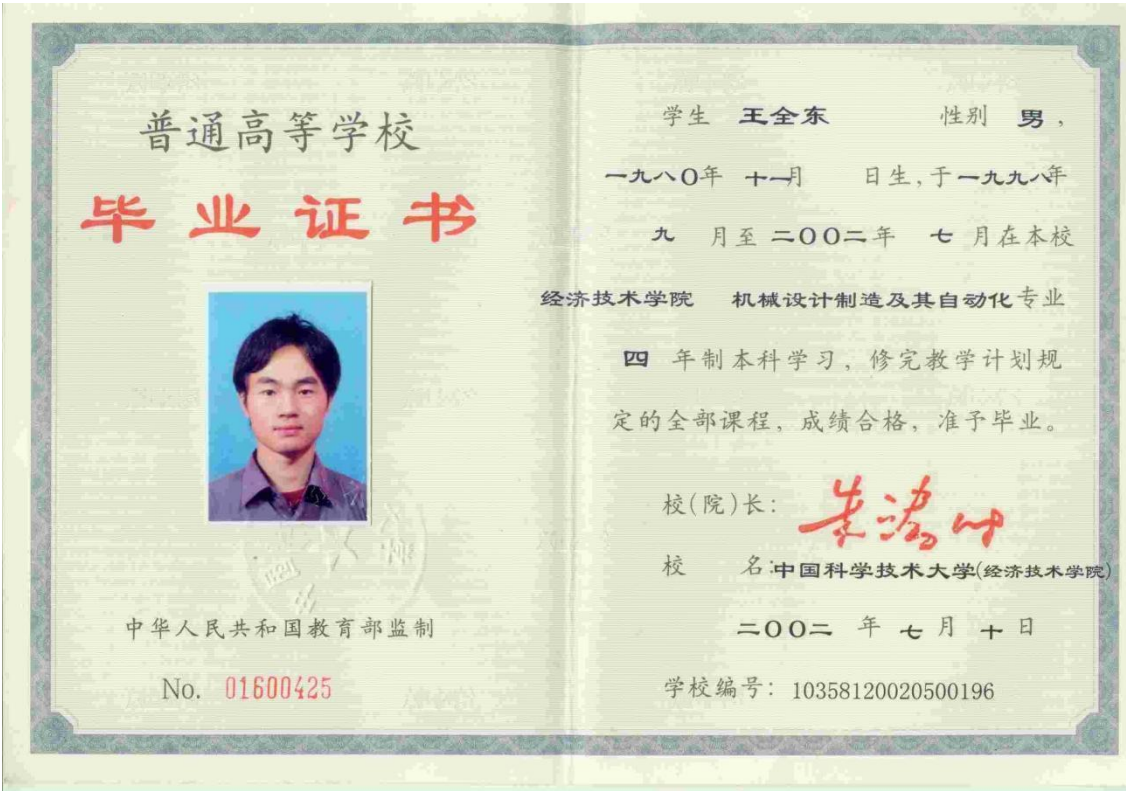 普通高等学校
毕业证书
中华人民共和国教育部监制
No. 01600425
学生 王全东 性别 男，
一九八〇年 十一月 日生，于一九九八年
九 月至 二〇〇二年 七 月在本校
经济技术学院 机械设计制造及其自动化专业
四 年制本科学习，修完教学计划规
定的全部课程，成绩合格，准予毕业。
校（院）长：
校 名：中国科学技术大学（经济技术学院）
二〇〇二 年 七 月 十 日
学校编号：10358120020500196